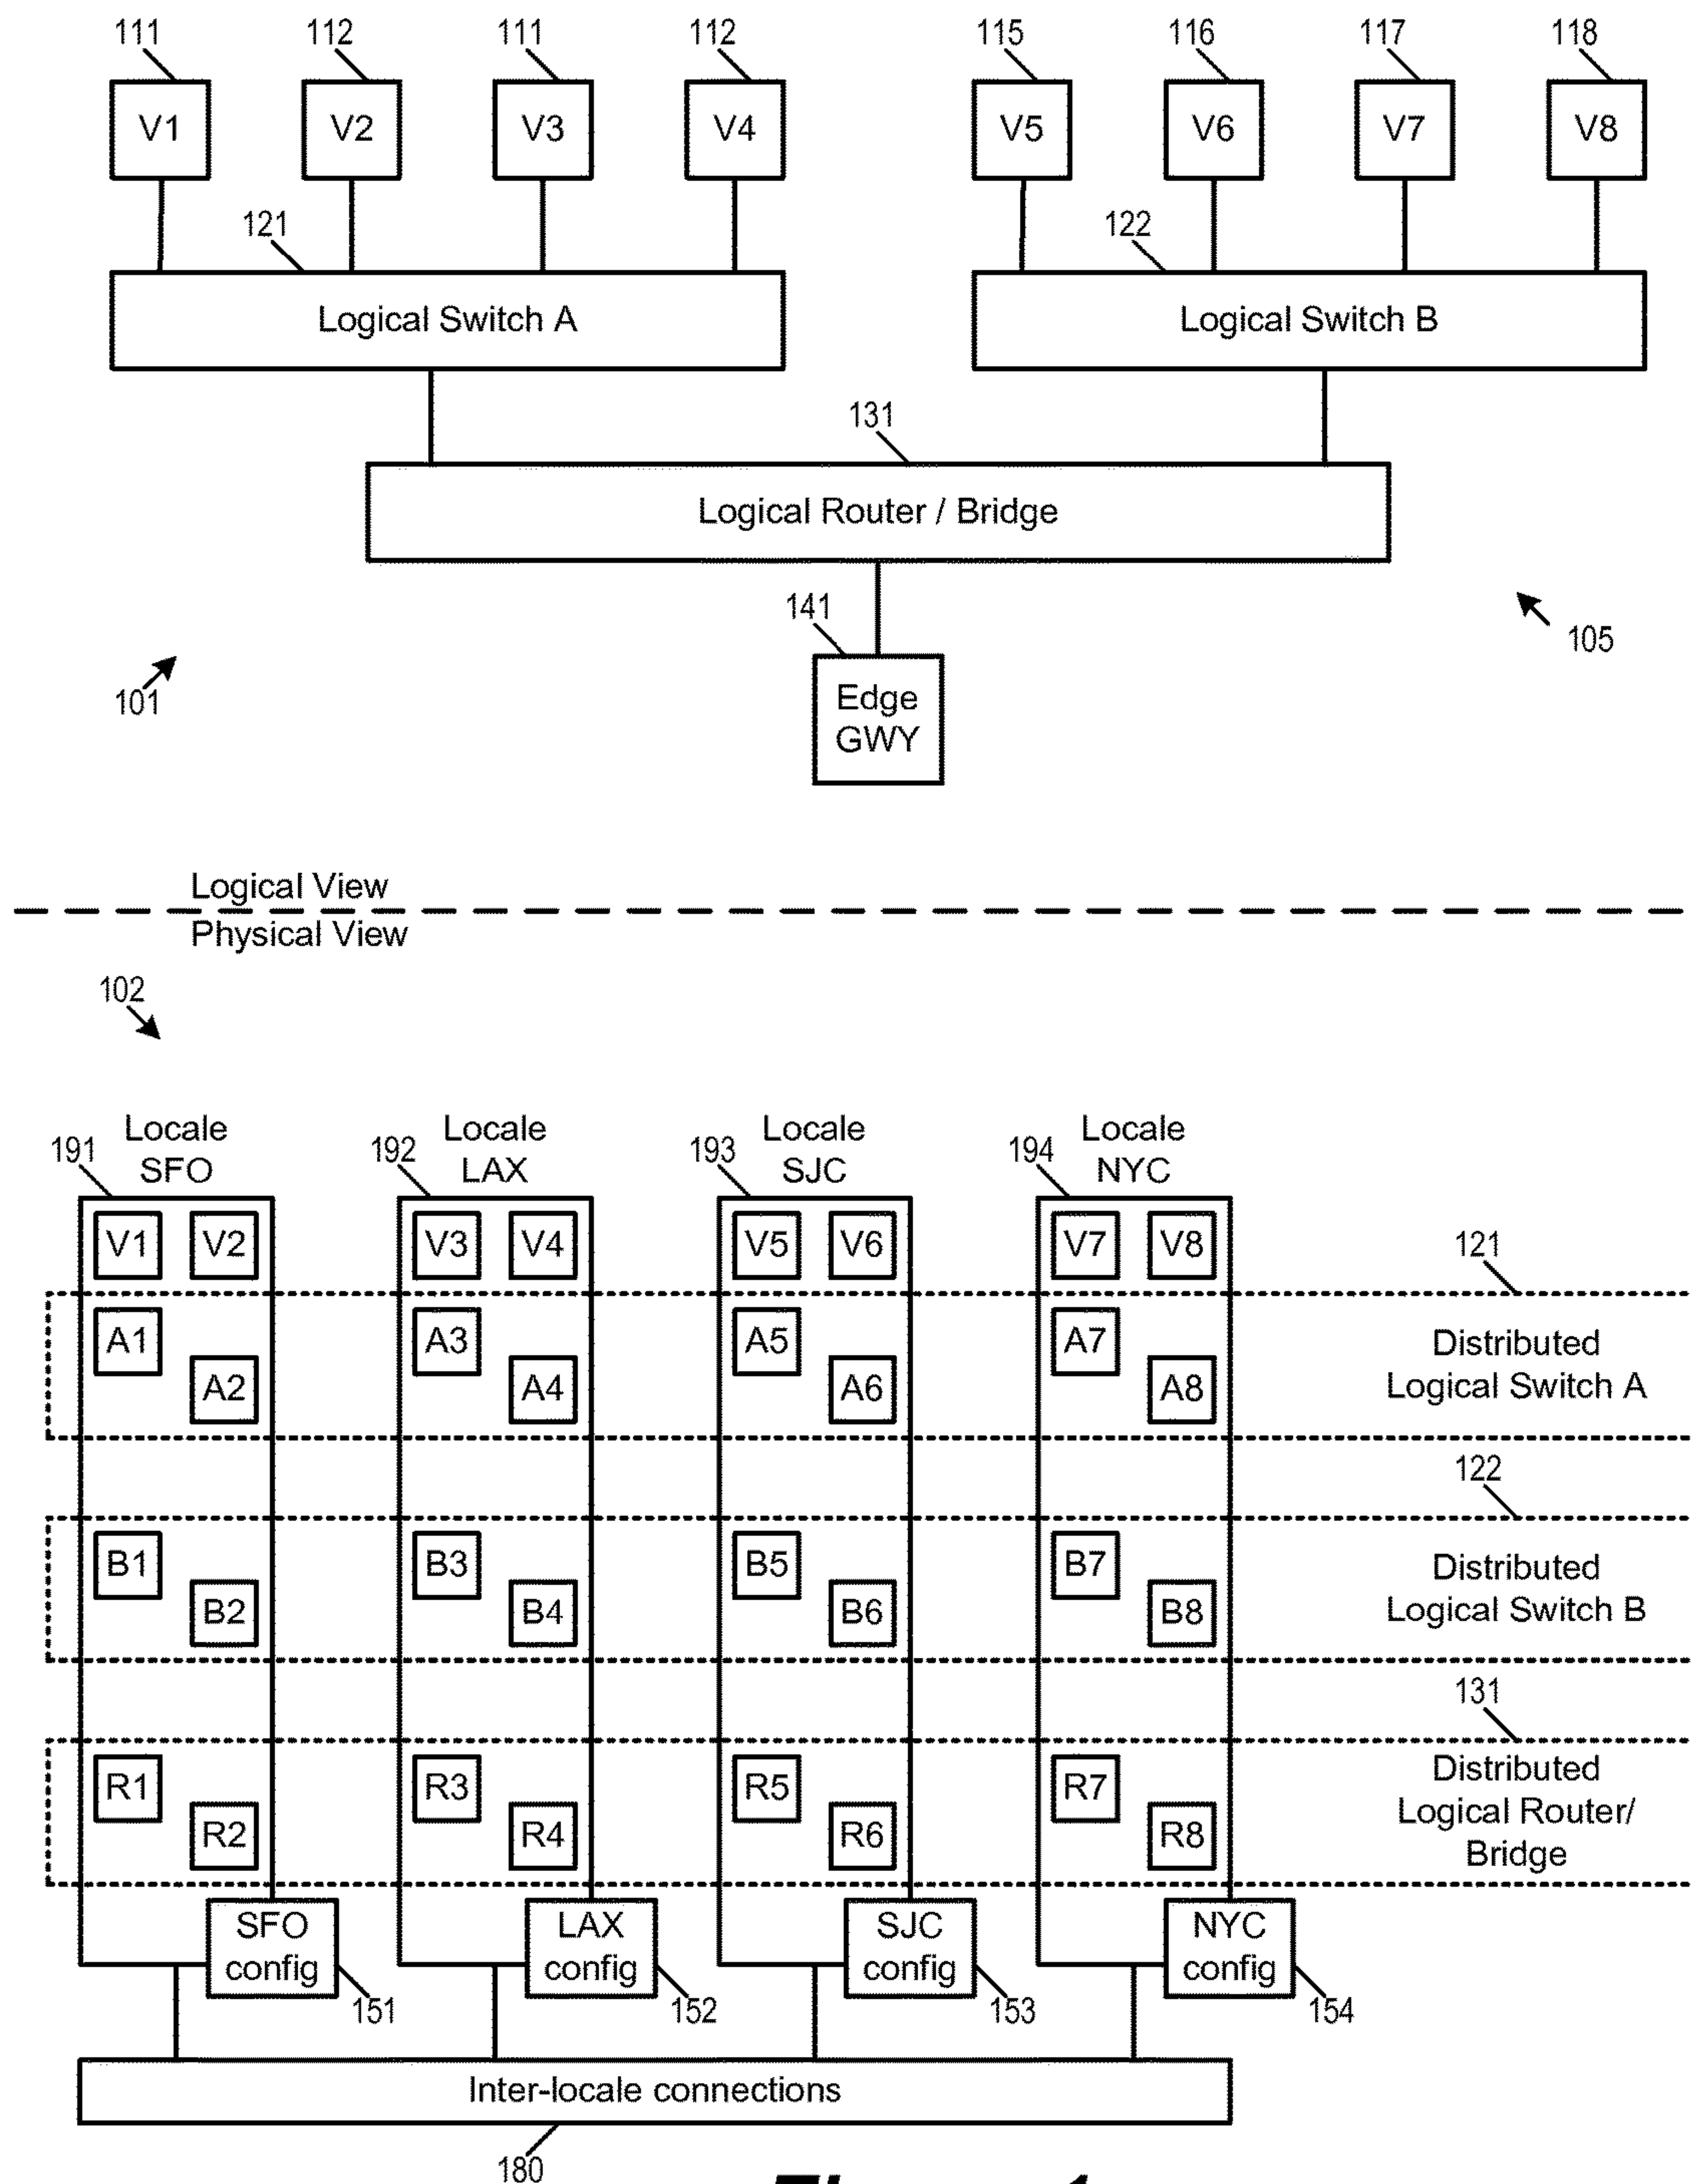 111 112 111 112 115 116 117 118
V1 V2 V3 V4 V5 V6 V7 V8
121 122
Logical Switch A Logical Switch B
131
Logical Router / Bridge
141
105
101
Edge
GWY
Logical View
Physical View
102
Locale Locale Locale Locale
191 192 193 194
SFO LAX SJC NYC
V1 V2 V3 V4 V5 V6 V7 V8
121
A1 A3 A5 A7
Distributed
A2 A4 A6 A8
Logical Switch A
122
B1 B3 B5 B7
Distributed
B2 B4 B6 B8
Logical Switch B
131
R1 R3 R5 R7
Distributed
Logical Router/
R2 R4 R6 R8
Bridge
SFO LAX SJC NYC
config config config config
151 152 153 154
Inter-locale connections
180